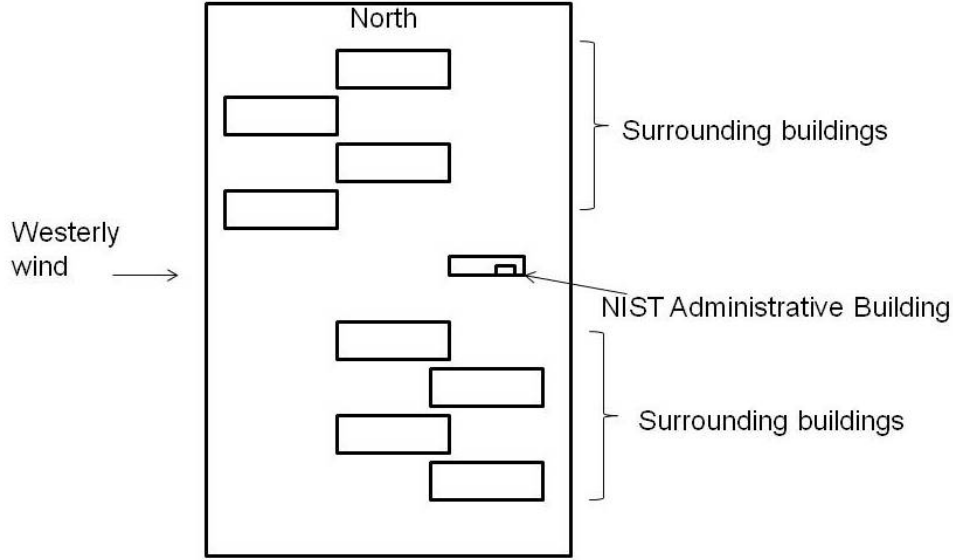 North
Surrounding buildings
Westerly
wind
NIST Administrative Building
Surrounding buildings